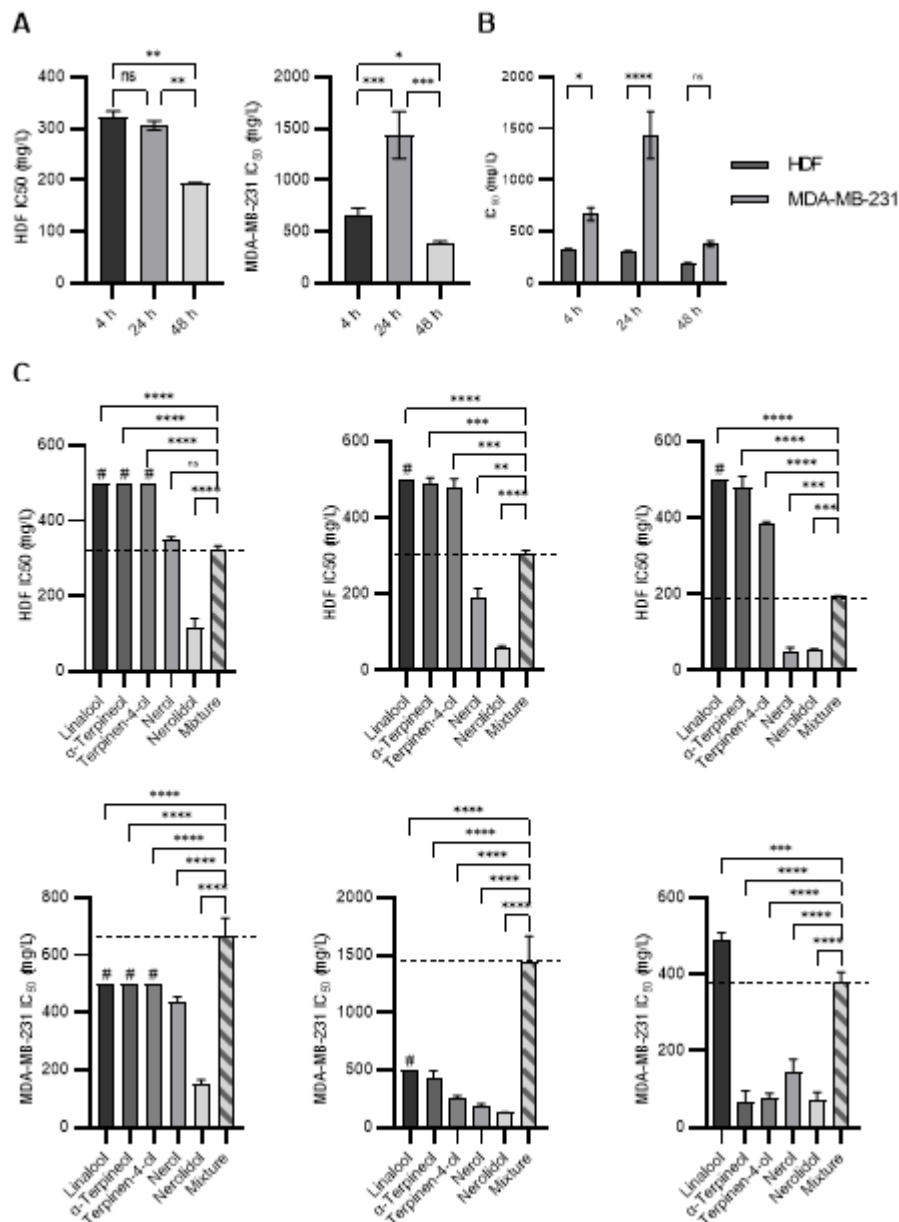 A
B
**
ns
**
HDF IC50 (mg/L)
400
300
200
100
0
4 h
24 h
48 h
*
***
***
MDA-MB-231 IC50 (mg/L)
2000
1500
1000
500
0
4 h
24 h
48 h
*
****
ns
IC50 (mg/L)
2000
1500
1000
500
0
4 h
24 h
48 h
HDF
MDA-MB-231
C
****
****
****
ns
****
HDF IC50 (mg/L)
600
400
200
0
# # #
Linalool
α-Terpineol
Terpinen-4-ol
Nerol
Nerolidol
Mixture
****
***
***
**
****
HDF IC50 (mg/L)
600
400
200
0
#
Linalool
α-Terpineol
Terpinen-4-ol
Nerol
Nerolidol
Mixture
****
****
****
***
***
HDF IC50 (mg/L)
600
400
200
0
#
Linalool
α-Terpineol
Terpinen-4-ol
Nerol
Nerolidol
Mixture
****
****
****
****
****
MDA-MB-231 IC50 (mg/L)
800
600
400
200
0
# # #
Linalool
α-Terpineol
Terpinen-4-ol
Nerol
Nerolidol
Mixture
****
****
****
****
****
MDA-MB-231 IC50 (mg/L)
2000
1500
1000
500
0
#
Linalool
α-Terpineol
Terpinen-4-ol
Nerol
Nerolidol
Mixture
***
****
****
****
****
MDA-MB-231 IC50 (mg/L)
600
400
200
0
Linalool
α-Terpineol
Terpinen-4-ol
Nerol
Nerolidol
Mixture